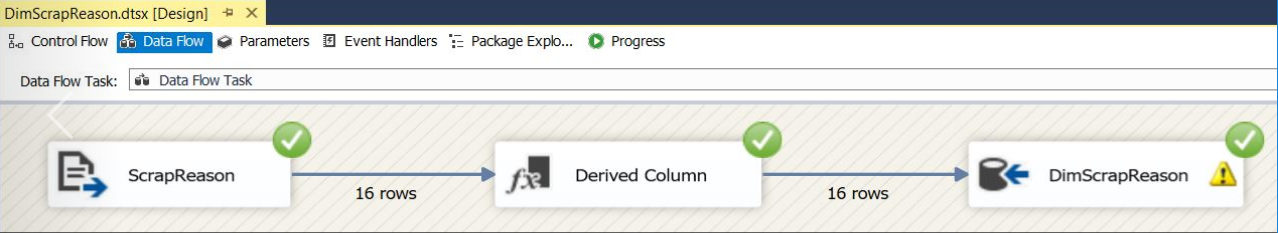 DimScrapReason.dtsx [Design]
Control Flow Data Flow Parameters Event Handlers Package Explo... Progress
Data Flow Task: Data Flow Task
ScrapReason
16 rows
fx Derived Column
16 rows
DimScrapReason